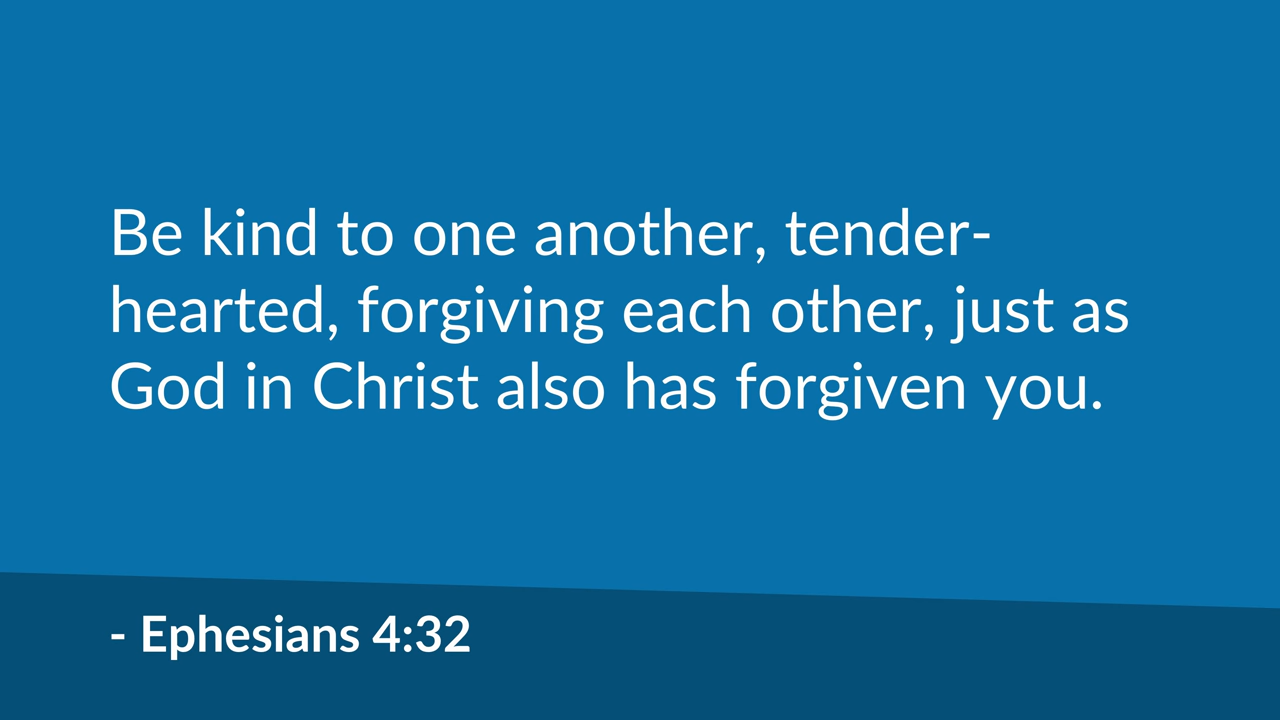 Be kind to one another, tender-
hearted, forgiving each other, just as
God in Christ also has forgiven you.
- Ephesians 4:32